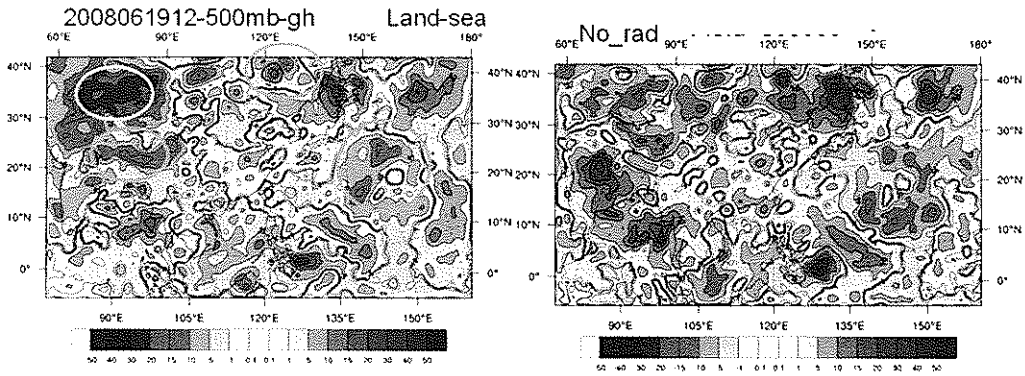 2008061912-500mb-gh Land-sea
No_rad
60°E 90°E 120°E 150°E 180°
60°E 90°E 120°E 150°E 180°
40°N 40°N 40°N 40°N
30°N 30°N 30°N 30°N
20°N 20°N 20°N 20°N
10°N 10°N 10°N 10°N
0° 0° 0° 0°
90°E 105°E 120°E 135°E 150°E
90°E 105°E 120°E 135°E 150°E